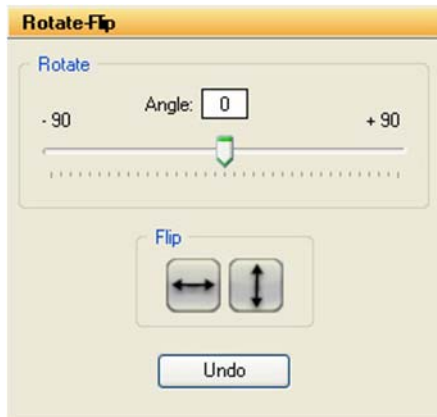 Rotate-Flip
Rotate
Angle: 0
- 90 + 90
Flip
Undo